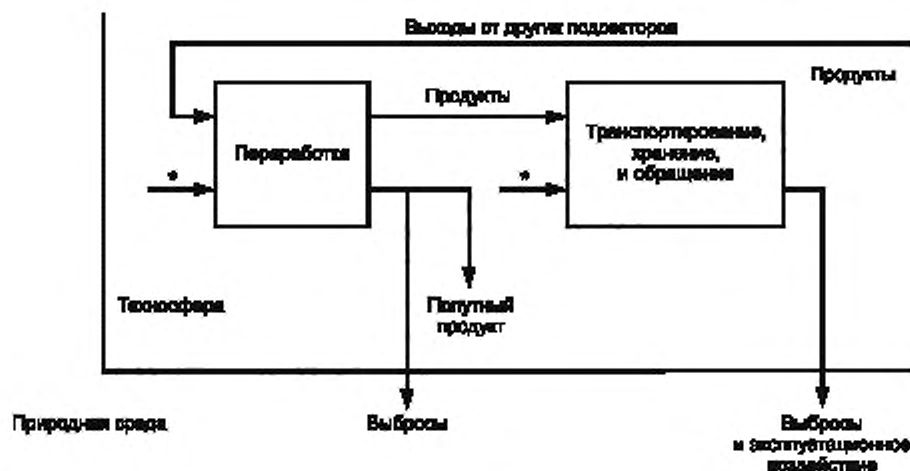 Выходы от других подсекторов
Продукты
Продукты
Переработка
Транспортирование,
хранение,
и обращение
*
*
Техносфера
Попутный
продукт
Природная среда
Выбросы
Выбросы
и эксплуатационное
воздействие